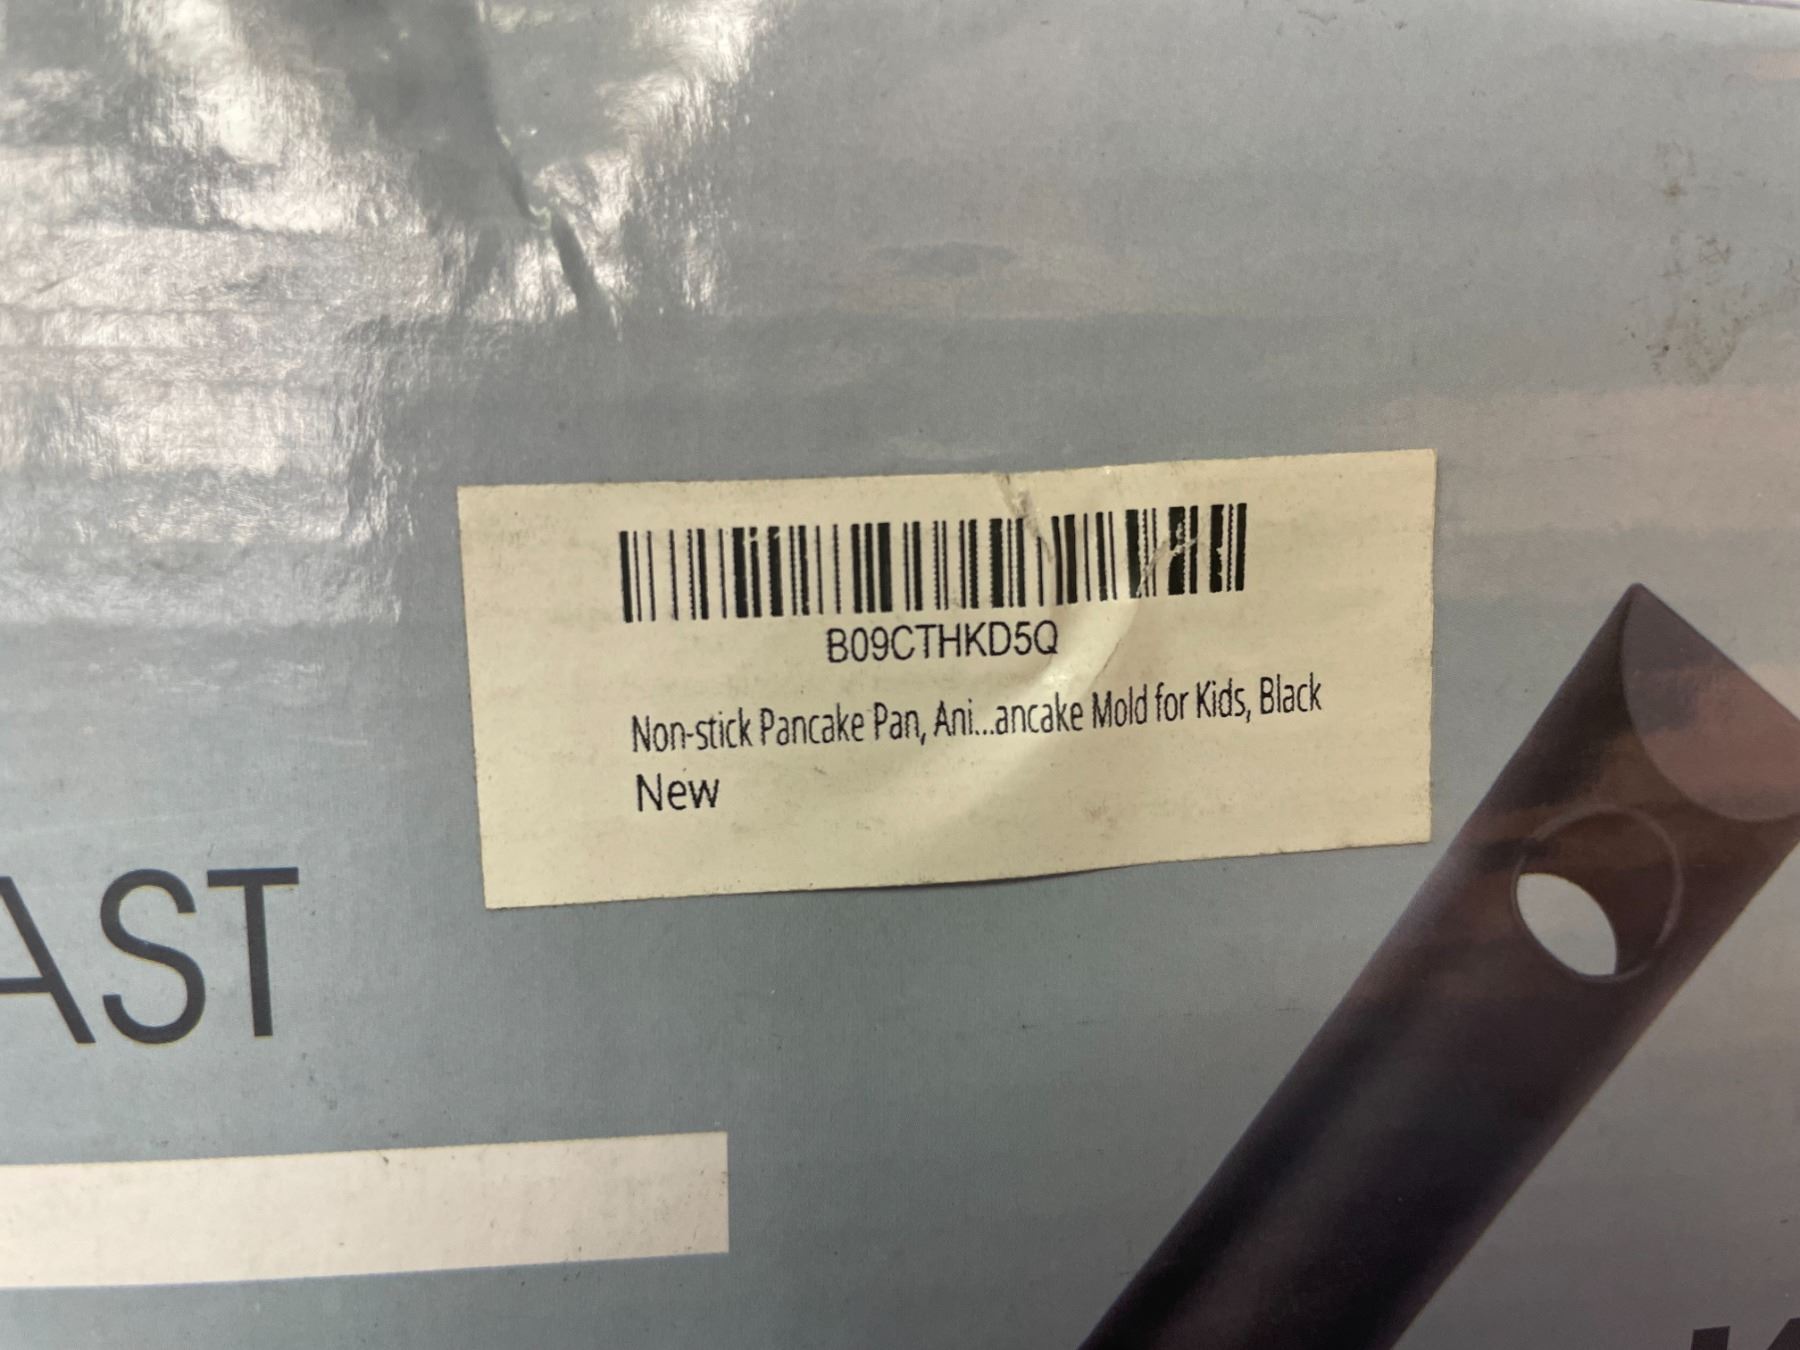 B09CTHKD5Q
Non-stick Pancake Pan, Ani...ancake Mold for Kids, Black
New
AST